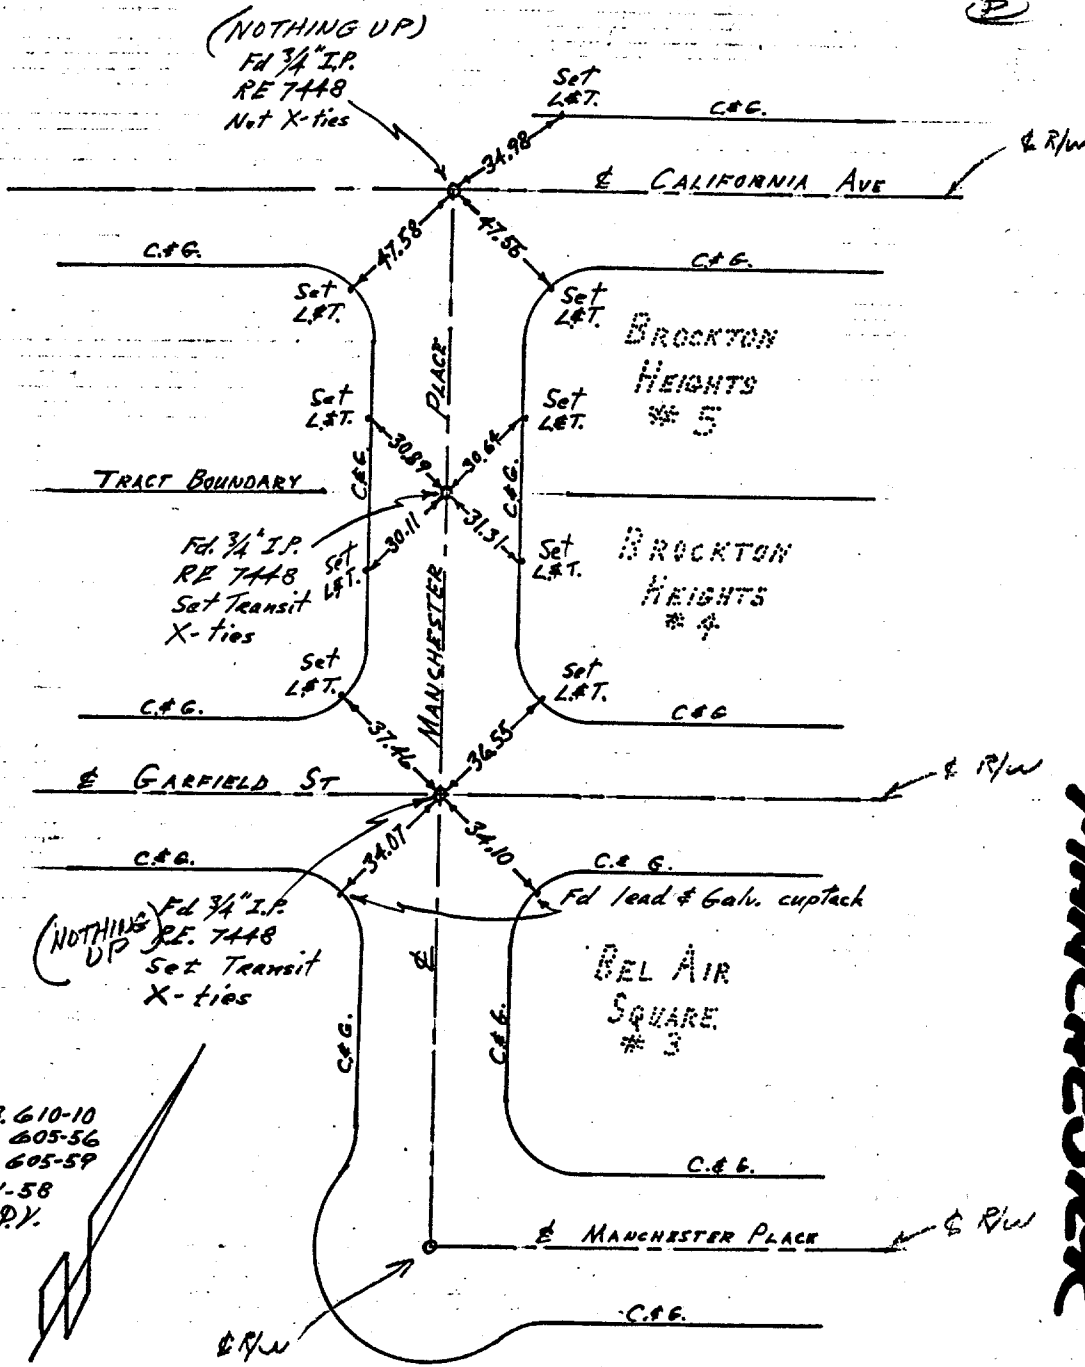 (NOTHING UP)
Fd 3/4" I.P.
RE 7448
Not X-ties
Set
L.&T.
C.& G.
34.98
℄ R/W
℄ CALIFORNIA AVE
47.58
47.56
C.& G.
C.& G.
Set
L.&T.
Set
L.&T.
BROCKTON
HEIGHTS
# 5
PLACE
Set
L.&T.
Set
L.&T.
30.89
30.64
C.& G.
C.& G.
TRACT BOUNDARY
30.11
31.31
Fd. 3/4" I.P.
RE 7448
Set Transit
X-ties
Set
L.&T.
Set
L.&T.
BROCKTON
HEIGHTS
# 4
MANCHESTER
Set
L.&T.
Set
L.&T.
C.& G.
C & G
37.46
36.55
℄ GARFIELD ST
℄ R/W
34.07
34.10
C.& G.
C.& G.
Fd lead & Galv. cuptack
(NOTHING UP)
Fd 3/4" I.P.
R.E. 7448
Set Transit
X-ties
℄
BEL AIR
SQUARE
# 3
C.& G.
C.& G.
610-10
605-56
605-59
-58
P.V.
C.& G.
℄ MANCHESTER PLACE
℄ R/W
C.& G.
℄ R/W